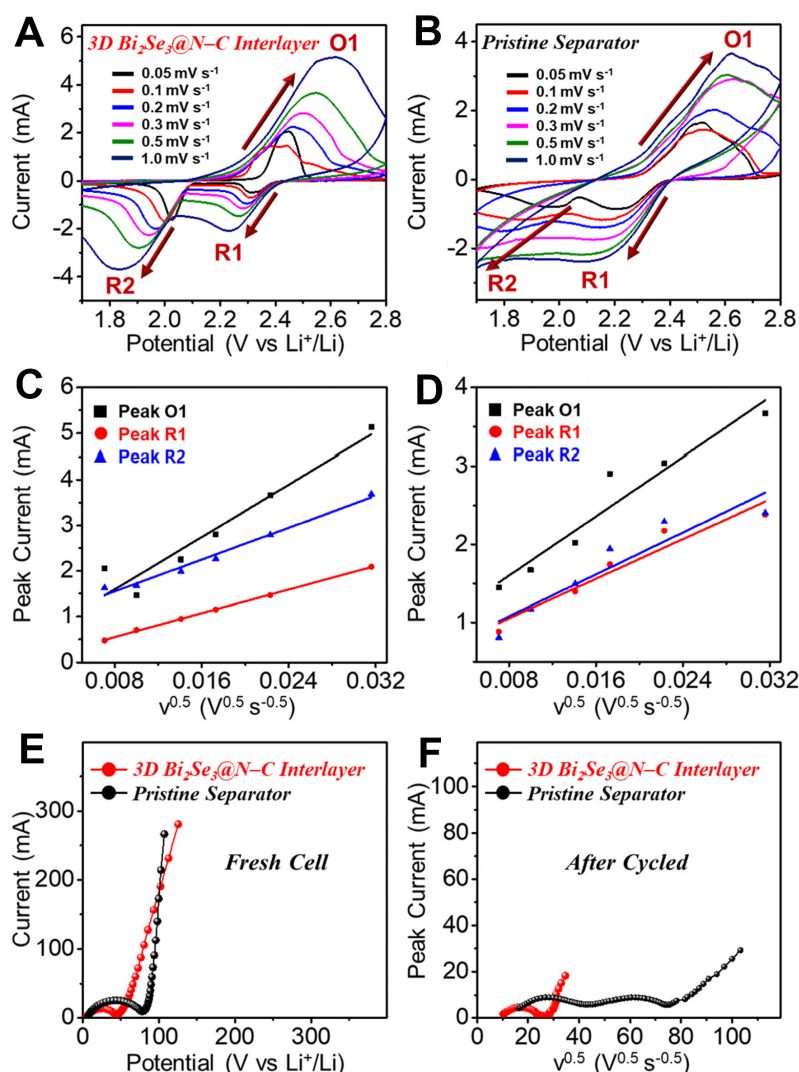 A
3D Bi₂Se₃@N–C Interlayer
O1
0.05 mV s⁻¹
0.1 mV s⁻¹
0.2 mV s⁻¹
0.3 mV s⁻¹
0.5 mV s⁻¹
1.0 mV s⁻¹
R2
R1
Current (mA)
6
4
2
0
-2
-4
1.8 2.0 2.2 2.4 2.6 2.8
Potential (V vs Li⁺/Li)
B
Pristine Separator
O1
0.05 mV s⁻¹
0.1 mV s⁻¹
0.2 mV s⁻¹
0.3 mV s⁻¹
0.5 mV s⁻¹
1.0 mV s⁻¹
R2
R1
Current (mA)
4
2
0
-2
1.8 2.0 2.2 2.4 2.6 2.8
Potential (V vs Li⁺/Li)
C
Peak O1
Peak R1
Peak R2
Peak Current (mA)
6
5
4
3
2
1
0
0.008 0.016 0.024 0.032
v⁰·⁵ (V⁰·⁵ s⁻⁰·⁵)
D
Peak O1
Peak R1
Peak R2
Peak Current (mA)
4
3
2
1
0.008 0.016 0.024 0.032
v⁰·⁵ (V⁰·⁵ s⁻⁰·⁵)
E
3D Bi₂Se₃@N–C Interlayer
Pristine Separator
Fresh Cell
Current (mA)
300
200
100
0
0 100 200 300
Potential (V vs Li⁺/Li)
F
3D Bi₂Se₃@N–C Interlayer
Pristine Separator
After Cycled
Peak Current (mA)
100
80
60
40
20
0
0 20 40 60 80 100
v⁰·⁵ (V⁰·⁵ s⁻⁰·⁵)